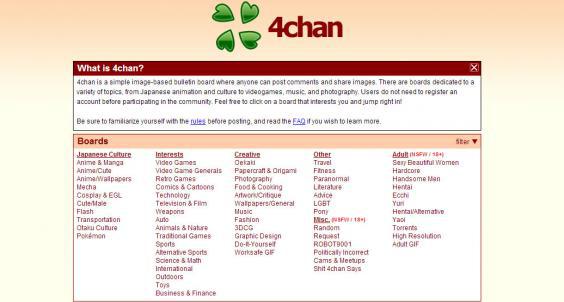 4chan
What is 4chan?
4chan is a simple image-based bulletin board where anyone can post comments and share images. There are boards dedicated to a
variety of topics, from Japanese animation and culture to videogames, music, and photography. Users do not need to register an
account before participating in the community. Feel free to click on a board that interests you and jump right in!
Be sure to familiarize yourself with the rules before posting, and read the FAQ if you wish to learn more.
Boards
filter ▼
Japanese Culture
Anime & Manga
Anime/Cute
Anime/Wallpapers
Mecha
Cosplay & EGL
Cute/Male
Flash
Transportation
Otaku Culture
Pokémon
Interests
Video Games
Video Game Generals
Retro Games
Comics & Cartoons
Technology
Television & Film
Weapons
Auto
Animals & Nature
Traditional Games
Sports
Alternative Sports
Science & Math
International
Outdoors
Toys
Business & Finance
Creative
Oekaki
Papercraft & Origami
Photography
Food & Cooking
Artwork/Critique
Wallpapers/General
Music
Fashion
3DCG
Graphic Design
Do-It-Yourself
Worksafe GIF
Other
Travel
Fitness
Paranormal
Literature
Advice
LGBT
Pony
Misc. (NSFW / 18+)
Random
Request
ROBOT9001
Politically Incorrect
Cams & Meetups
Shit 4chan Says
Adult (NSFW / 18+)
Sexy Beautiful Women
Hardcore
Handsome Men
Hentai
Ecchi
Yuri
Hentai/Alternative
Yaoi
Torrents
High Resolution
Adult GIF